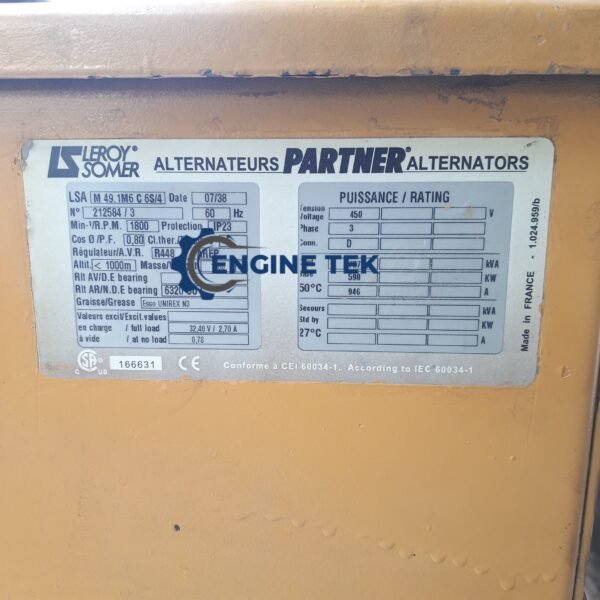 LS LEROY® SOMER ALTERNATEURS PARTNER® ALTERNATORS
LSA M 49.1M6 C 6S/4 Date 07/38
N° 212584 / 3 60 Hz
Min⁻¹/R.P.M. 1800 Protection IP23
Cos Ø /P.F. 0,80 Cl.ther./
Régulateur/A.V.R. R448 AREP
Altit. < 1000m Masse/
Rlt AV/D.E bearing
Rlt AR/N.D.E bearing 6320
Graisse/Grease Esso UNIREX N3
Valeurs excit/Excit.values
en charge / full load 32,40 V / 2,70 A
à vide / at no load 0,78
PUISSANCE / RATING
Tension
Voltage 450 V
Phase 3
Conn. D
kVA
590 KW
50°C 946 A
Secours kVA
Std by KW
27°C A
C SA US 166631 CE Conforme à CEI 60034-1. According to IEC 60034-1
Made in FRANCE - 1.024.959/b
ENGINE TEK